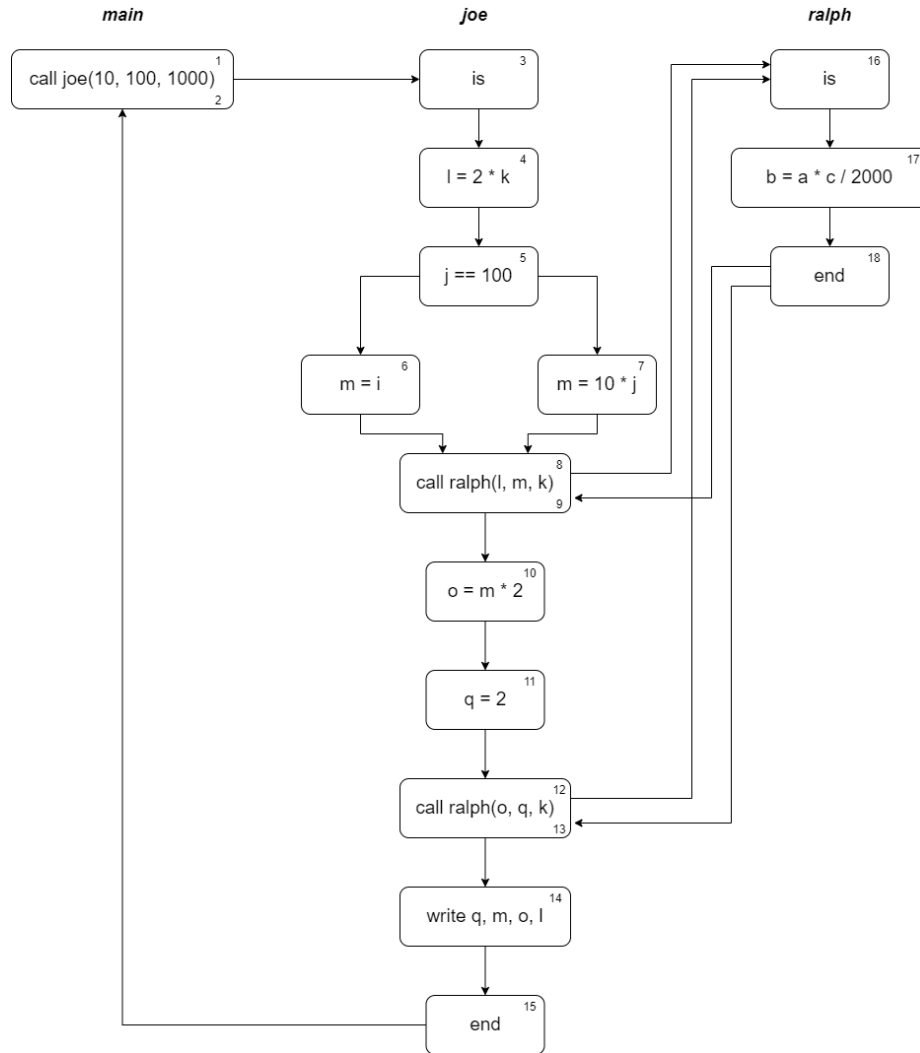 main
joe
ralph
1
call joe(10, 100, 1000)
2
3
is
16
is
4
l = 2 * k
17
b = a * c / 2000
5
j == 100
18
end
6
m = i
7
m = 10 * j
8
call ralph(l, m, k)
9
10
o = m * 2
11
q = 2
12
call ralph(o, q, k)
13
14
write q, m, o, l
15
end